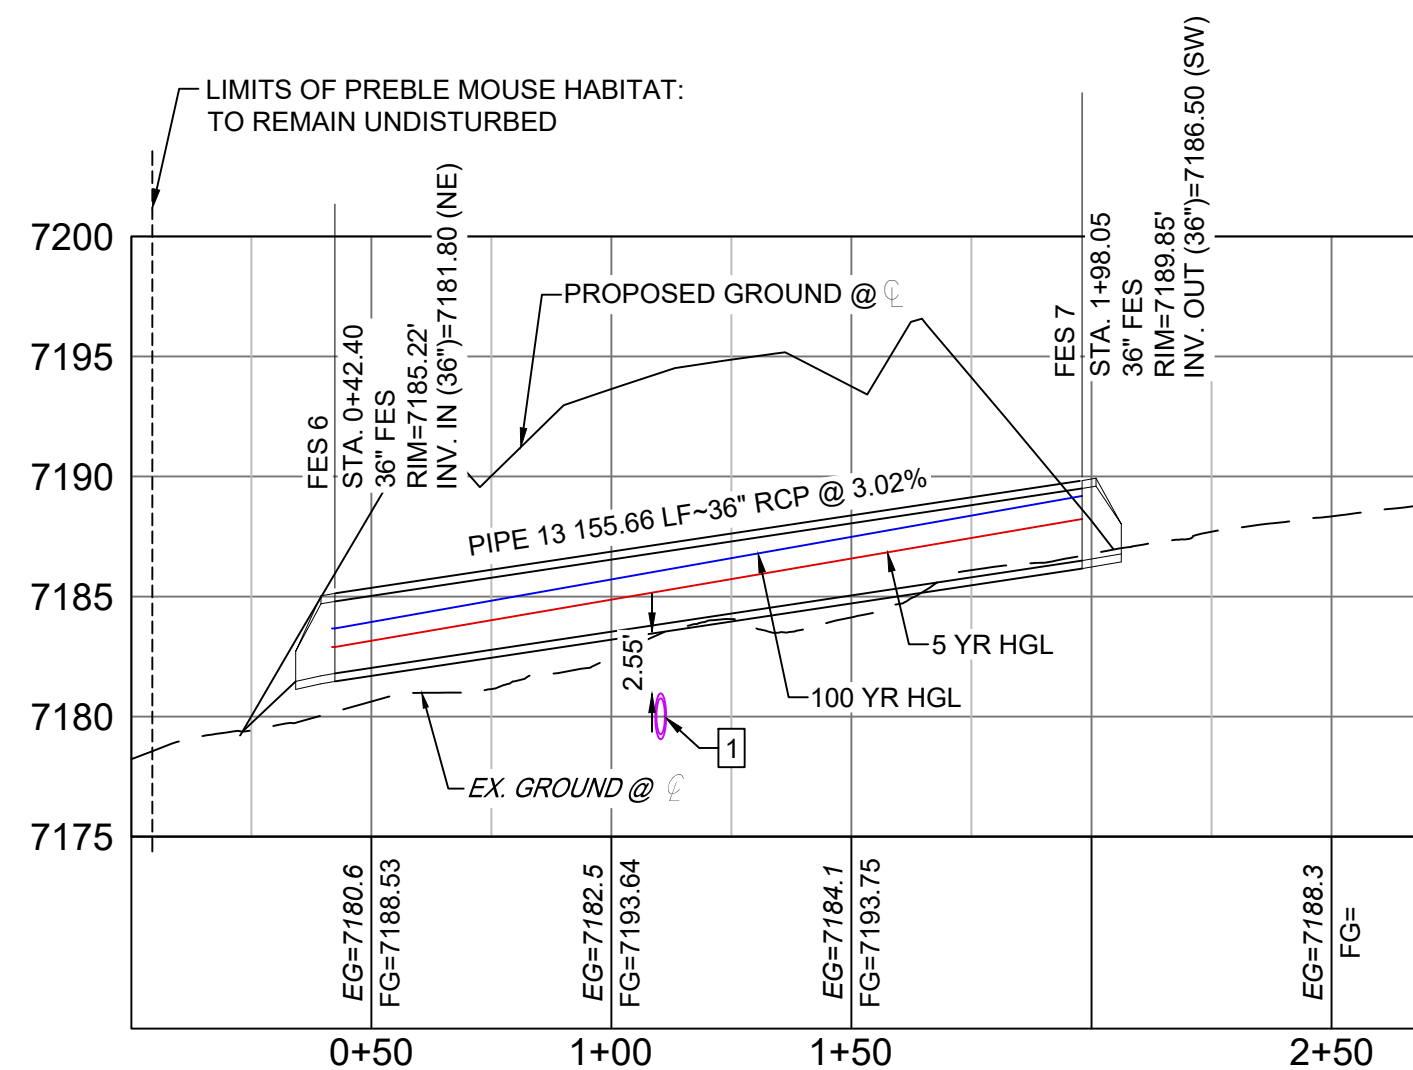 LIMITS OF PREBLE MOUSE HABITAT:
TO REMAIN UNDISTURBED
FES 6
STA. 0+42.40
36" FES
RIM=7185.22'
INV. IN (36")=7181.80 (NE)
FES 7
STA. 1+98.05
36" FES
RIM=7189.85'
INV. OUT (36")=7186.50 (SW)
PROPOSED GROUND @ ℄
PIPE 13 155.66 LF~36" RCP @ 3.02%
5 YR HGL
100 YR HGL
2.55'
1
EX. GROUND @ ℄
7200
7195
7190
7185
7180
7175
EG=7180.6
FG=7188.53
EG=7182.5
FG=7193.64
EG=7184.1
FG=7193.75
EG=7188.3
FG=
0+50
1+00
1+50
2+50